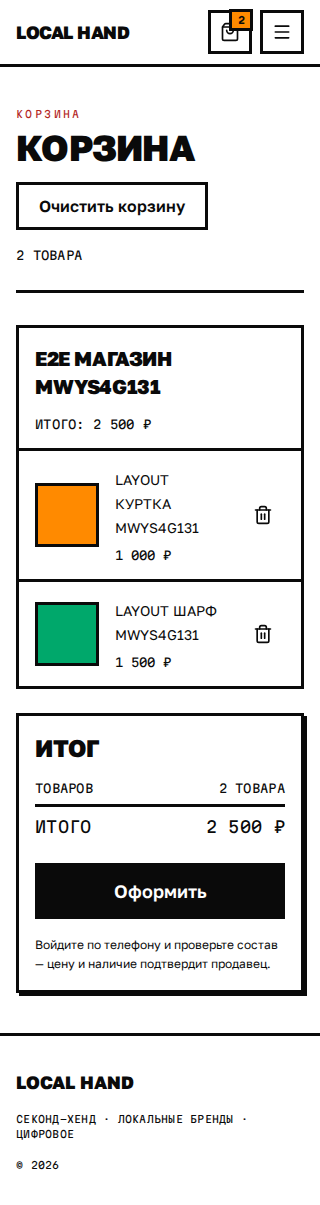 LOCAL HAND
2
КОРЗИНА
КОРЗИНА
Очистить корзину
2 ТОВАРА
E2E МАГАЗИН
MWYS4G131
ИТОГО: 2 500 ₽
LAYOUT
КУРТКА
MWYS4G131
1 000 ₽
LAYOUT ШАРФ
MWYS4G131
1 500 ₽
ИТОГ
ТОВАРОВ 2 ТОВАРА
ИТОГО 2 500 ₽
Оформить
Войдите по телефону и проверьте состав
— цену и наличие подтвердит продавец.
LOCAL HAND
СЕКОНД-ХЕНД · ЛОКАЛЬНЫЕ БРЕНДЫ ·
ЦИФРОВОЕ
© 2026